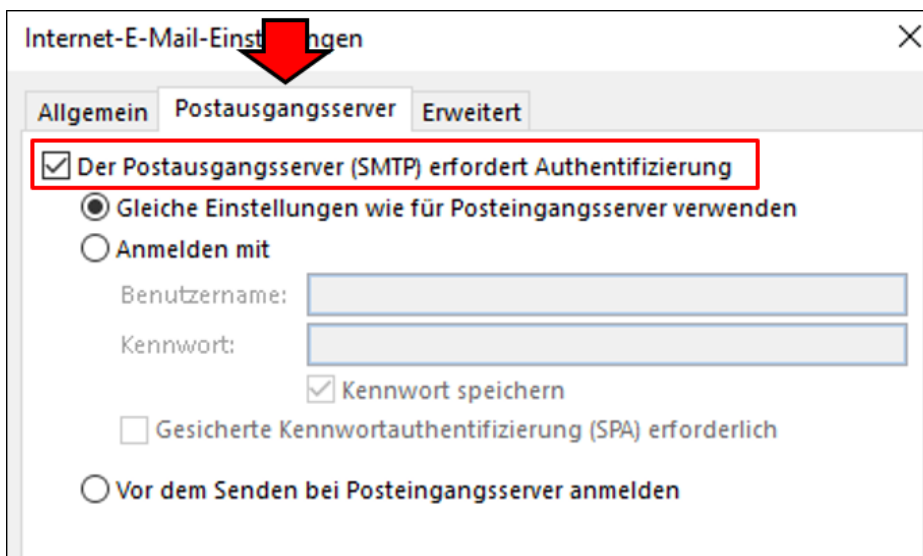 Internet-E-Mail-Einst ngen
Allgemein Postausgangsserver Erweitert
Der Postausgangsserver (SMTP) erfordert Authentifizierung
Gleiche Einstellungen wie für Posteingangsserver verwenden
Anmelden mit
Benutzername:
Kennwort:
Kennwort speichern
Gesicherte Kennwortauthentifizierung (SPA) erforderlich
Vor dem Senden bei Posteingangsserver anmelden